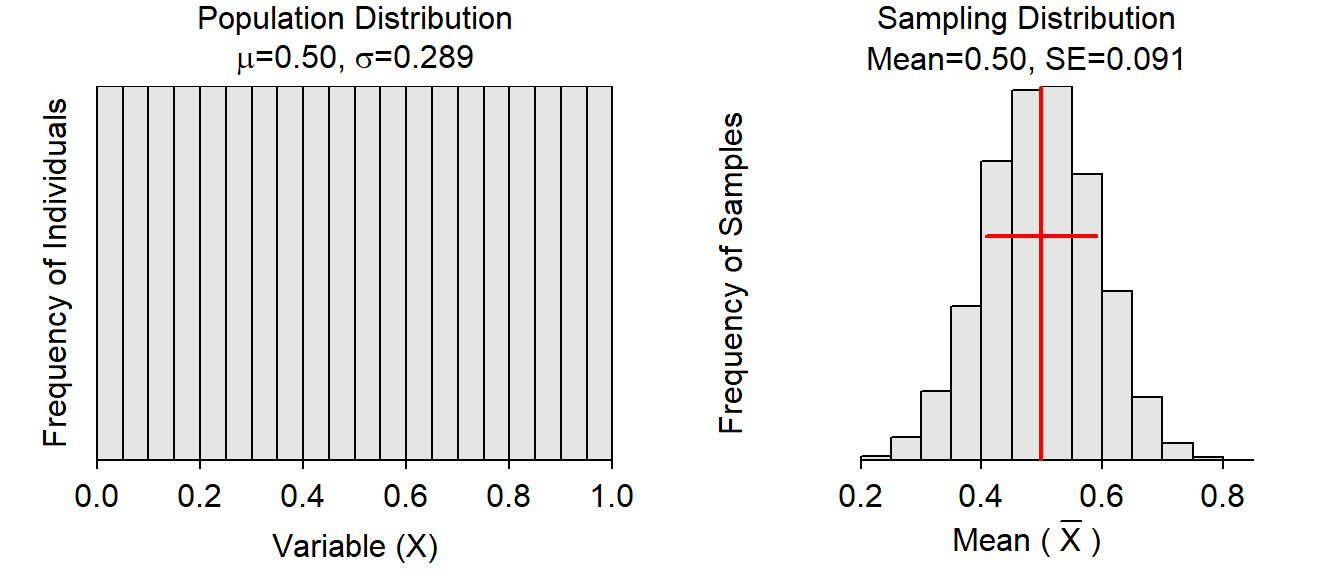 Population Distribution
μ=0.50, σ=0.289
Frequency of Individuals
0.0 0.2 0.4 0.6 0.8 1.0
Variable (X)
Sampling Distribution
Mean=0.50, SE=0.091
Frequency of Samples
0.2 0.4 0.6 0.8
Mean ( X̅ )